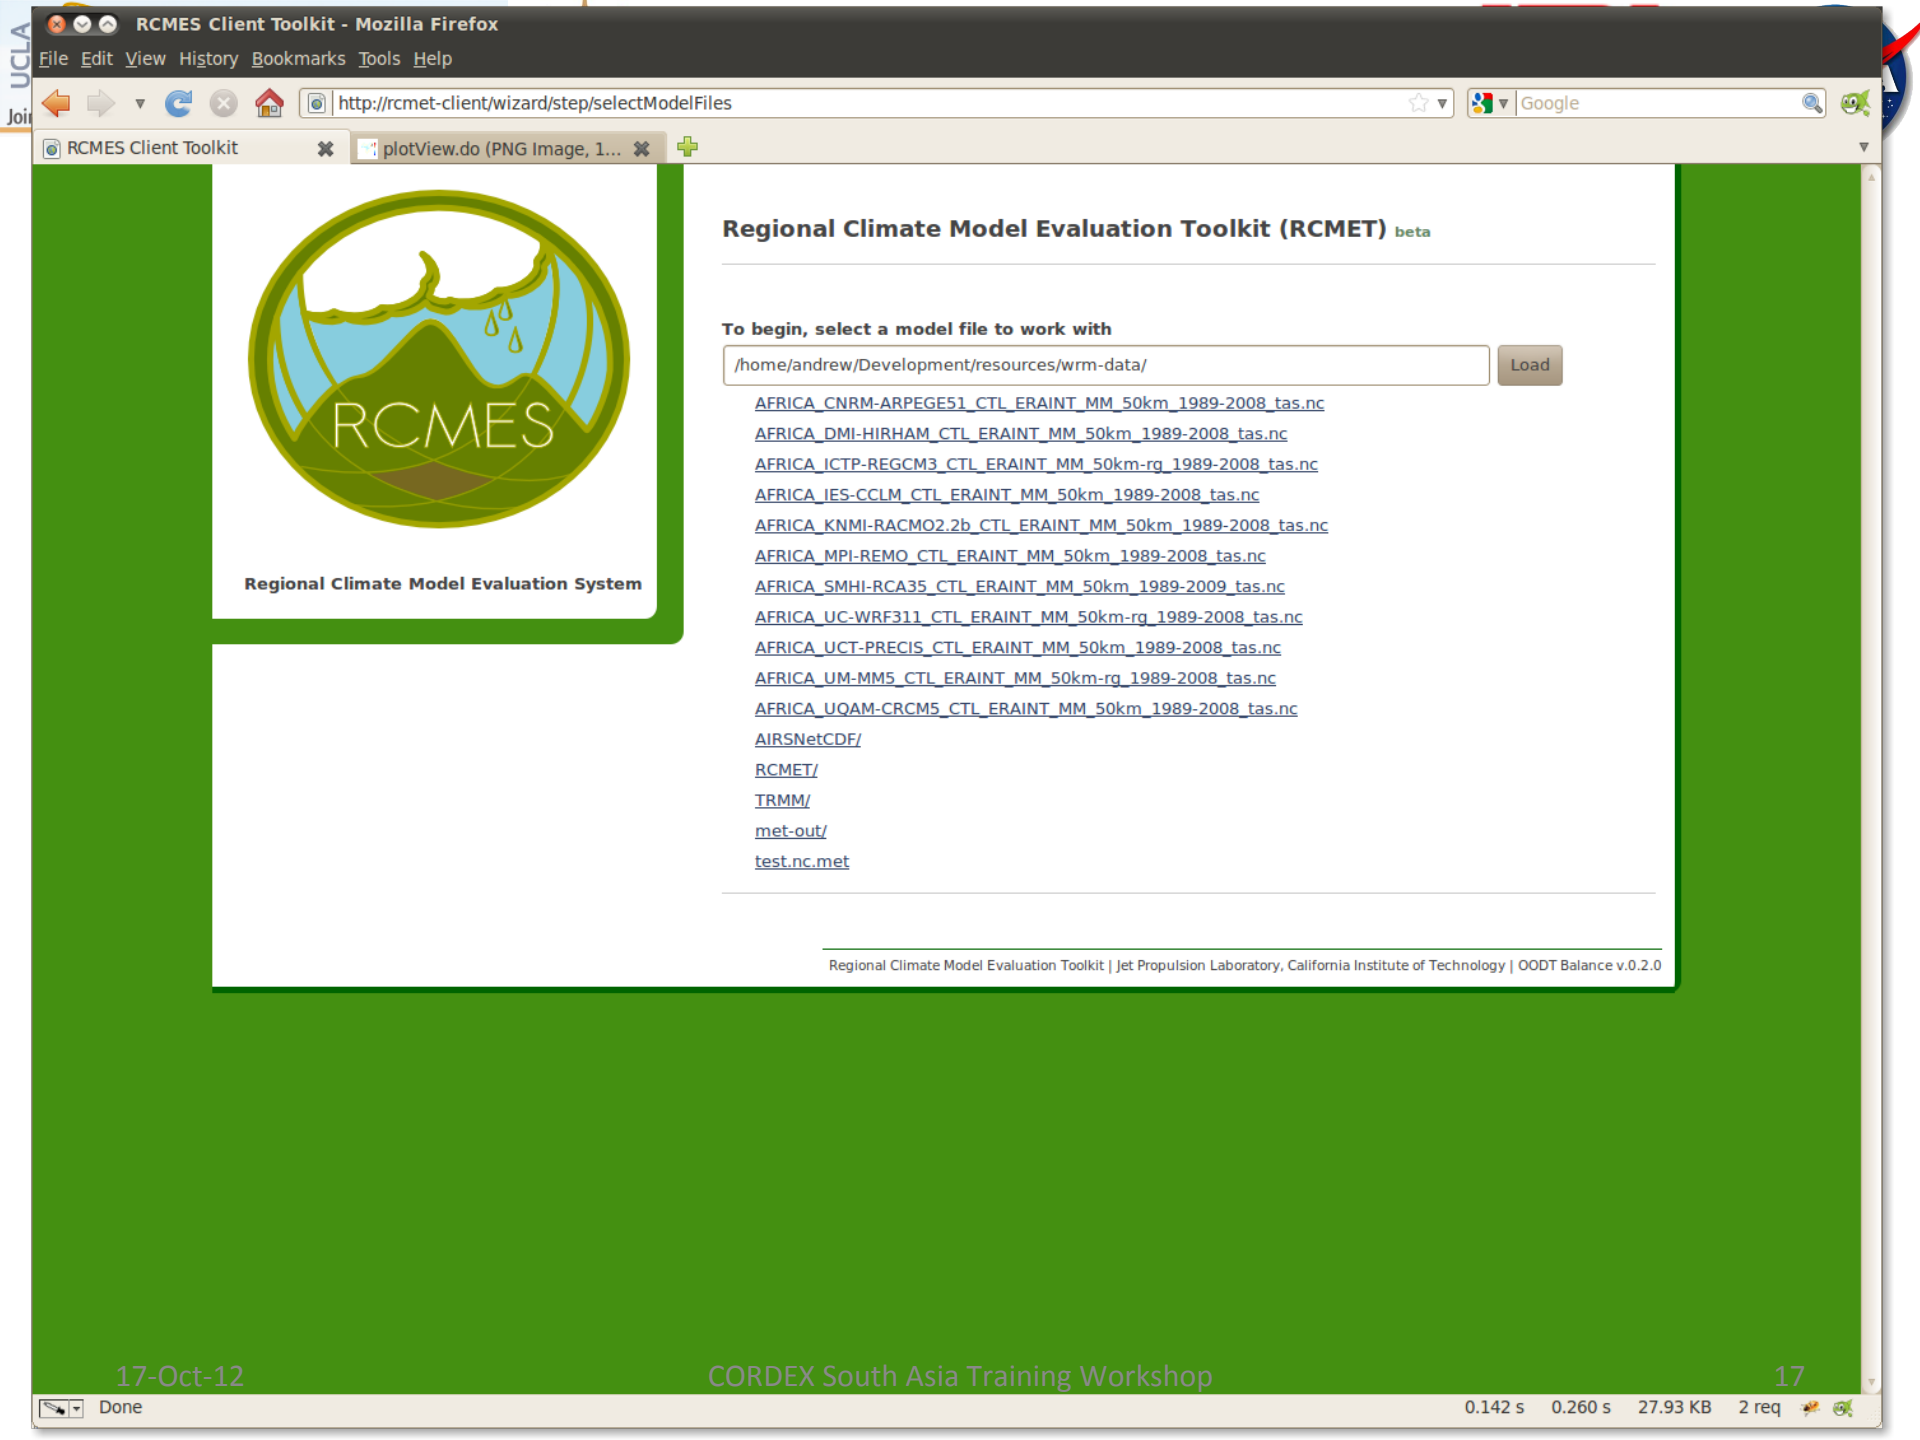 UCLA
Joi
RCMES Client Toolkit - Mozilla Firefox
File Edit View History Bookmarks Tools Help
http://rcmet-client/wizard/step/selectModelFiles
Google
RCMES Client Toolkit
plotView.do (PNG Image, 1...
RCMES
Regional Climate Model Evaluation System
Regional Climate Model Evaluation Toolkit (RCMET) beta
To begin, select a model file to work with
/home/andrew/Development/resources/wrm-data/
Load
AFRICA_CNRM-ARPEGE51_CTL_ERAINT_MM_50km_1989-2008_tas.nc
AFRICA_DMI-HIRHAM_CTL_ERAINT_MM_50km_1989-2008_tas.nc
AFRICA_ICTP-REGCM3_CTL_ERAINT_MM_50km-rg_1989-2008_tas.nc
AFRICA_IES-CCLM_CTL_ERAINT_MM_50km_1989-2008_tas.nc
AFRICA_KNMI-RACMO2.2b_CTL_ERAINT_MM_50km_1989-2008_tas.nc
AFRICA_MPI-REMO_CTL_ERAINT_MM_50km_1989-2008_tas.nc
AFRICA_SMHI-RCA35_CTL_ERAINT_MM_50km_1989-2009_tas.nc
AFRICA_UC-WRF311_CTL_ERAINT_MM_50km-rg_1989-2008_tas.nc
AFRICA_UCT-PRECIS_CTL_ERAINT_MM_50km_1989-2008_tas.nc
AFRICA_UM-MM5_CTL_ERAINT_MM_50km-rg_1989-2008_tas.nc
AFRICA_UQAM-CRCM5_CTL_ERAINT_MM_50km_1989-2008_tas.nc
AIRSNetCDF/
RCMET/
TRMM/
met-out/
test.nc.met
Regional Climate Model Evaluation Toolkit | Jet Propulsion Laboratory, California Institute of Technology | OODT Balance v.0.2.0
17-Oct-12
CORDEX South Asia Training Workshop
17
Done
0.142 s 0.260 s 27.93 KB 2 req